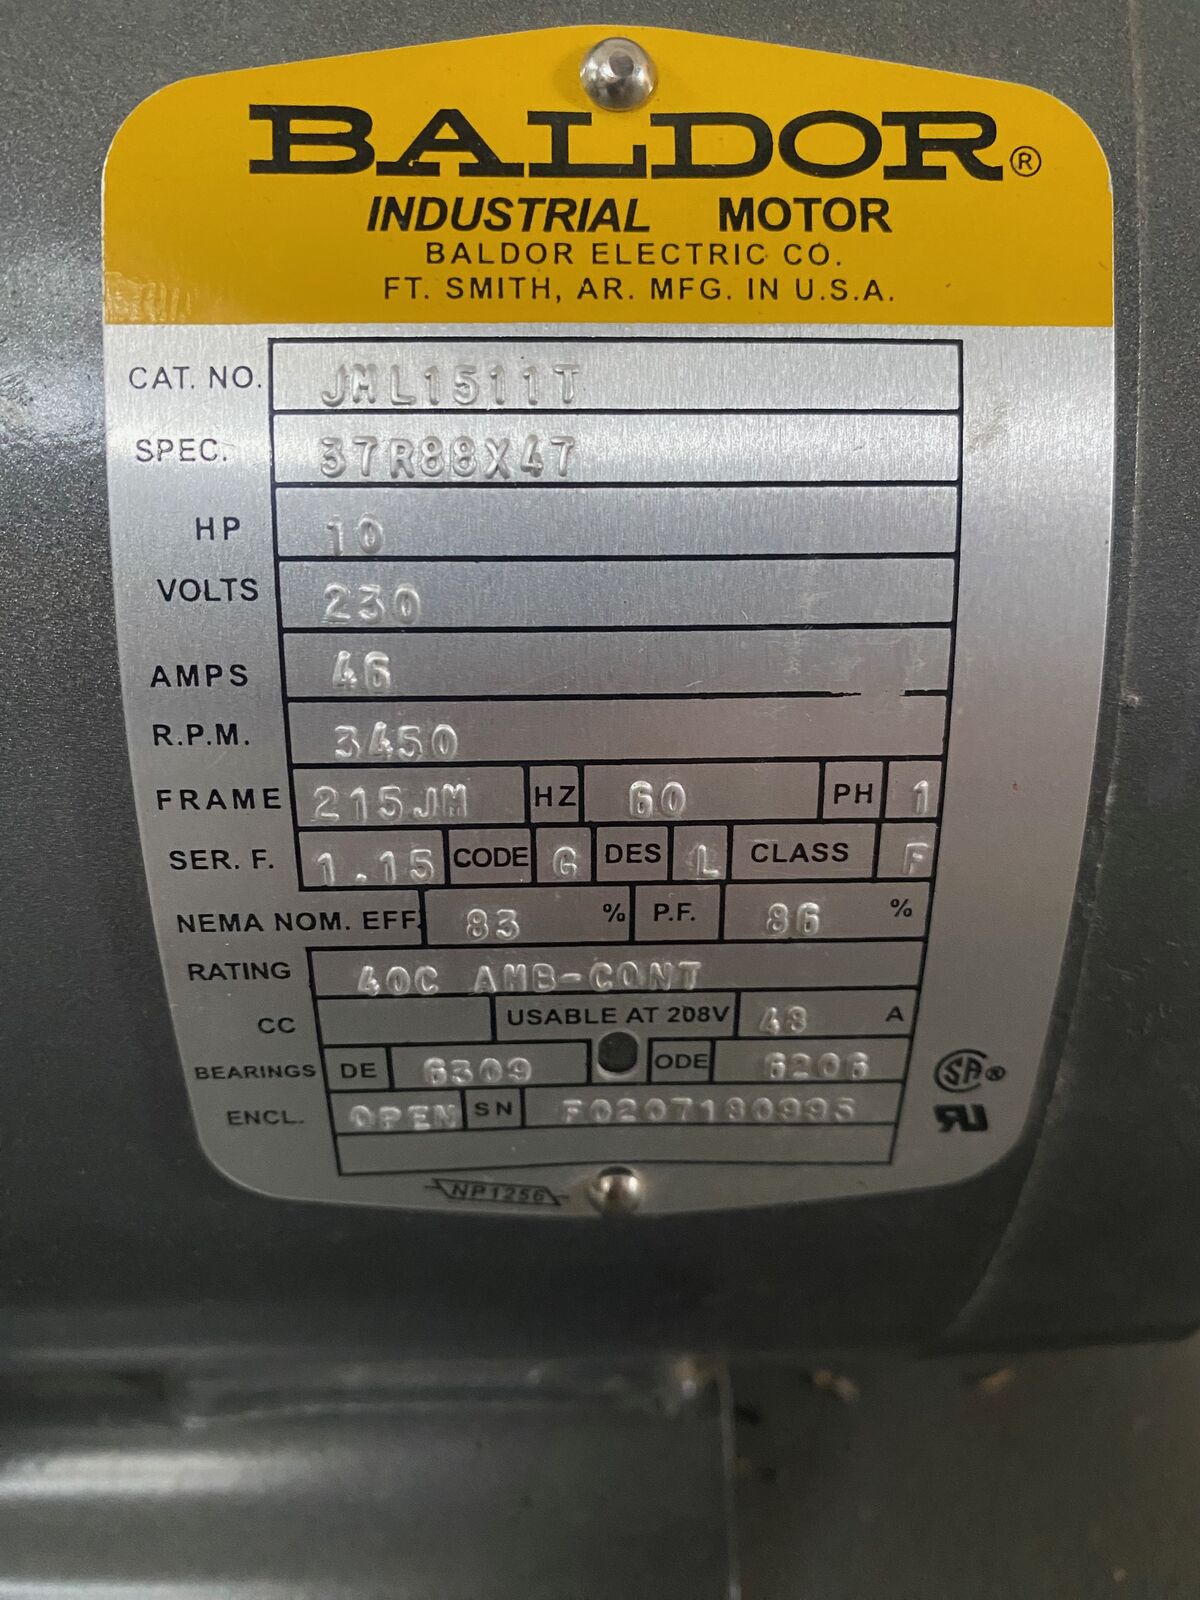 BALDOR®
INDUSTRIAL MOTOR
BALDOR ELECTRIC CO.
FT. SMITH, AR. MFG. IN U.S.A.
CAT. NO. JML1511T
SPEC. 37R88X47
HP 10
VOLTS 230
AMPS 46
R.P.M. 3450
FRAME 215JM HZ 60 PH 1
SER. F. 1.15 CODE G DES L CLASS F
NEMA NOM. EFF. 83 % P.F. 86 %
RATING 40C AMB-CONT
CC USABLE AT 208V 48 A
BEARINGS DE 6309 ODE 6206
ENCL. OPEN SN F0207180995
NP1256
SA®
RU